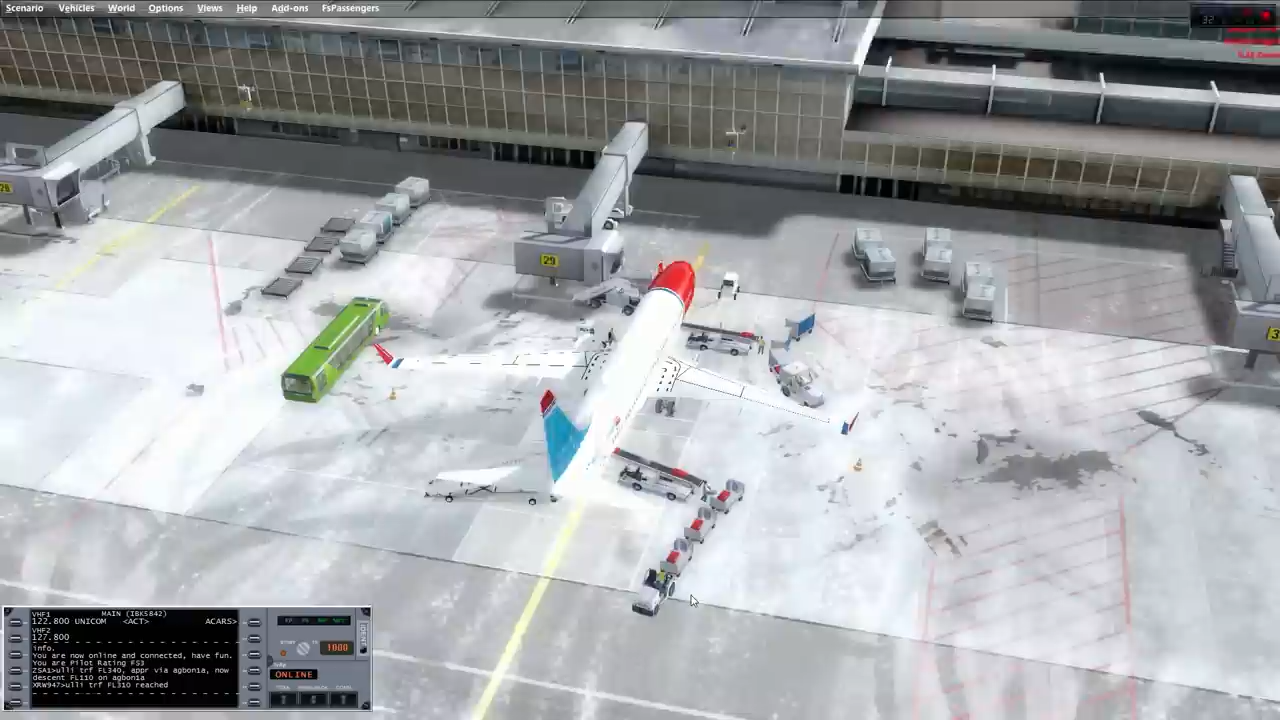 Scenario Vehicles World Options Views Help Add-ons FsPassengers
29
VHF1 MAIN (IBK5842)
122.800 UNICOM <ACT> ACARS>
VHF2
127.800
info.
You are now online and connected, have fun.
You are Pilot Rating FS3
ZSA1>ulli trf FL340, appr via agbonia, now
descent FL110 on agbonia
XRW947>ulli trf FL310 reached
IDENT
ONLINE